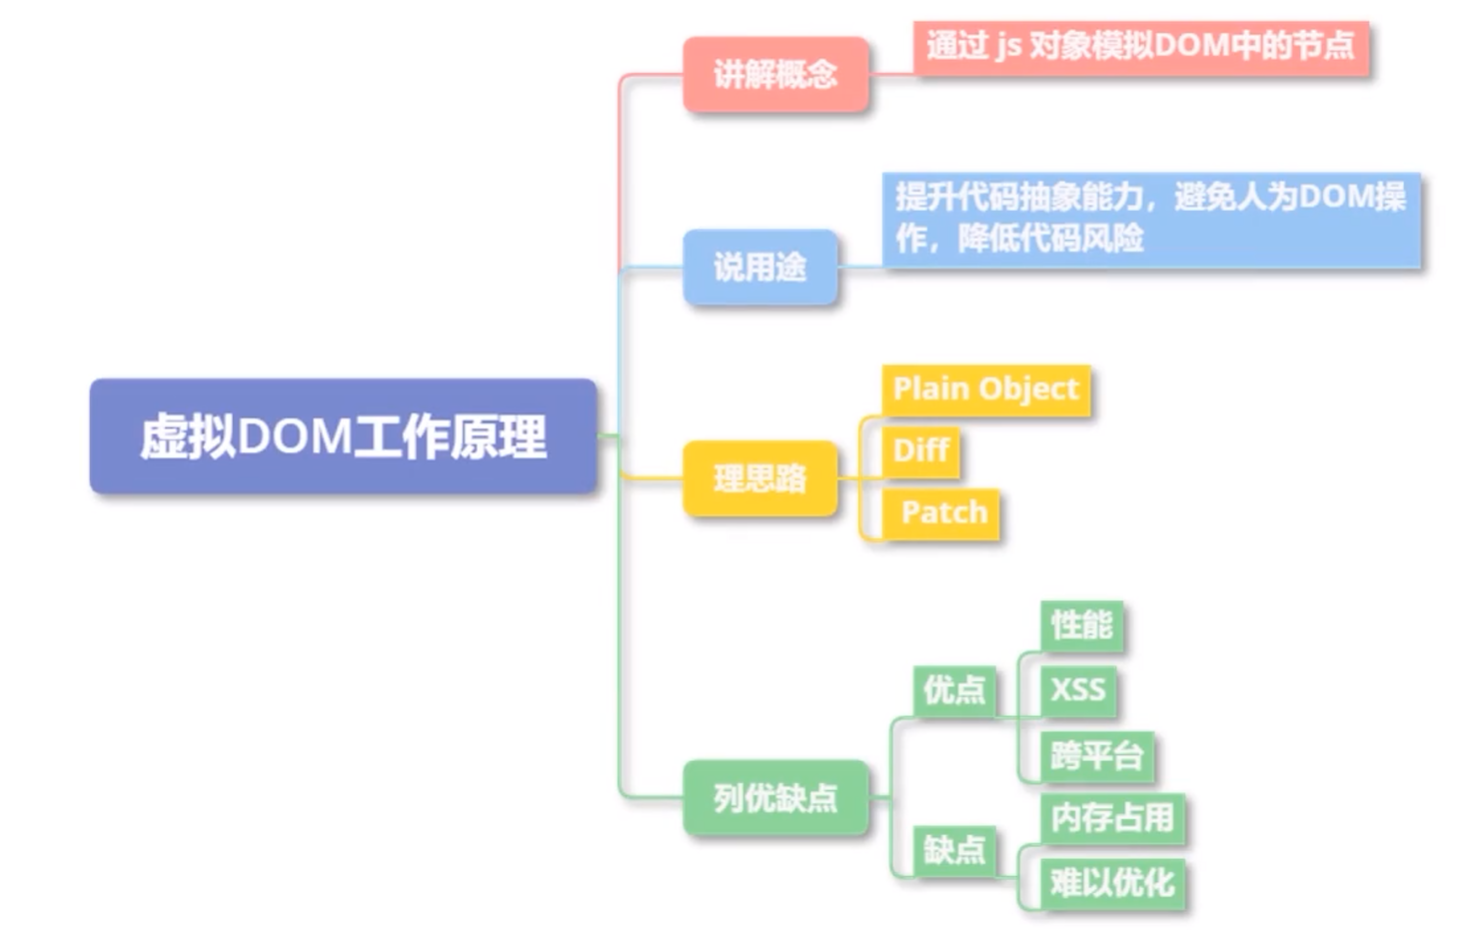 虚拟DOM工作原理
讲解概念
通过 js 对象模拟DOM中的节点
说用途
提升代码抽象能力，避免人为DOM操
作，降低代码风险
理思路
Plain Object
Diff
Patch
列优缺点
优点
性能
XSS
跨平台
缺点
内存占用
难以优化